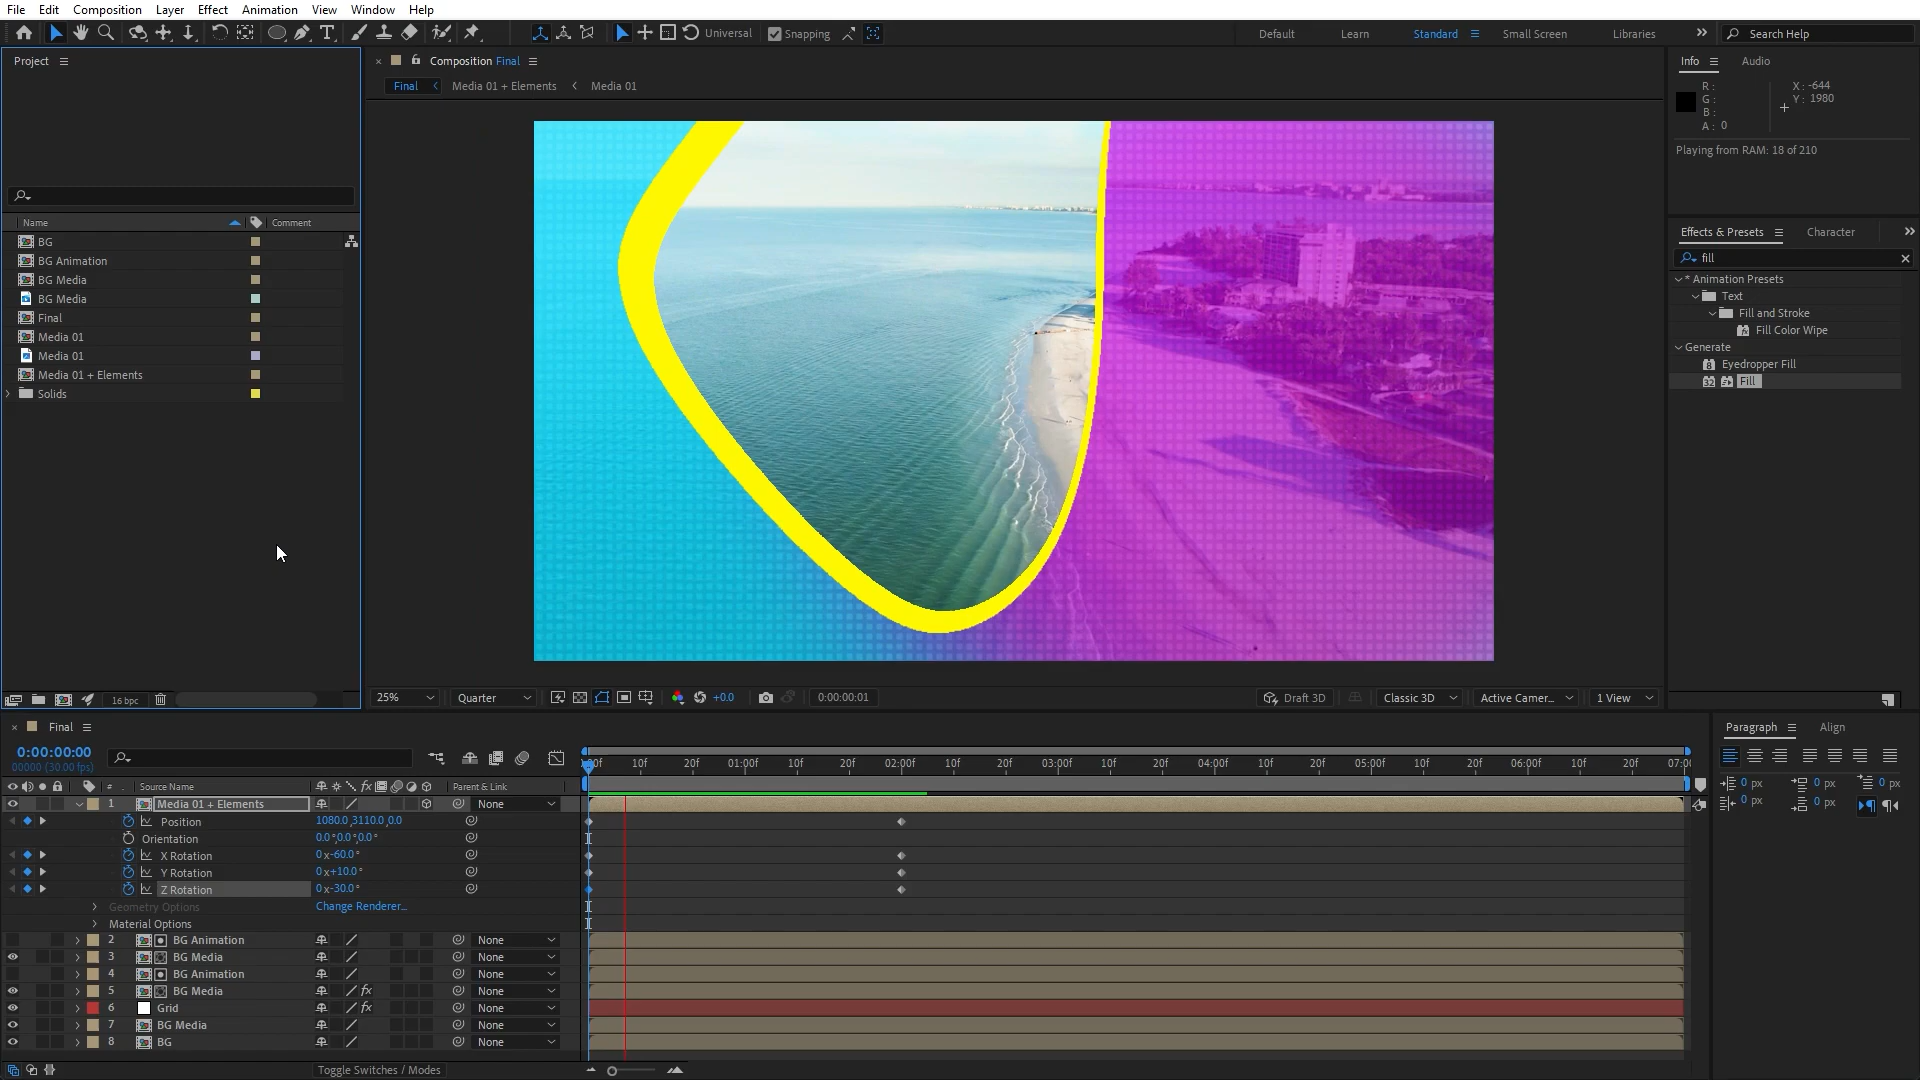 File Edit Composition Layer Effect Animation View Window Help
Universal Snapping Default Learn Standard Small Screen Libraries Search Help
Project
Composition Final
Final Media 01 + Elements Media 01
Info Audio
R :
G :
B :
A : 0
X : -644
Y : 1980
Playing from RAM: 18 of 210
Name Comment
BG
BG Animation
BG Media
BG Media
Final
Media 01
Media 01
Media 01 + Elements
Solids
16 bpc
Effects & Presets Character
fill
* Animation Presets
Text
Fill and Stroke
Fill Color Wipe
Generate
Eyedropper Fill
Fill
25% Quarter +0.0 0:00:00:01 Draft 3D Classic 3D Active Camer... 1 View
Final
0:00:00:00
00000 (30.00 fps)
:00f 10f 20f 01:00f 10f 20f 02:00f 10f 20f 03:00f 10f 20f 04:00f 10f 20f 05:00f 10f 20f 06:00f 10f 20f 07:00
# Source Name Parent & Link
1 Media 01 + Elements None
Position 1080.0,3110.0,0.0
Orientation 0.0°,0.0°,0.0°
X Rotation 0x-60.0°
Y Rotation 0x+10.0°
Z Rotation 0x-30.0°
Geometry Options Change Renderer...
Material Options
2 BG Animation None
3 BG Media None
4 BG Animation None
5 BG Media fx None
6 Grid fx None
7 BG Media None
8 BG None
Toggle Switches / Modes
Paragraph Align
0 px 0 px 0 px
0 px 0 px